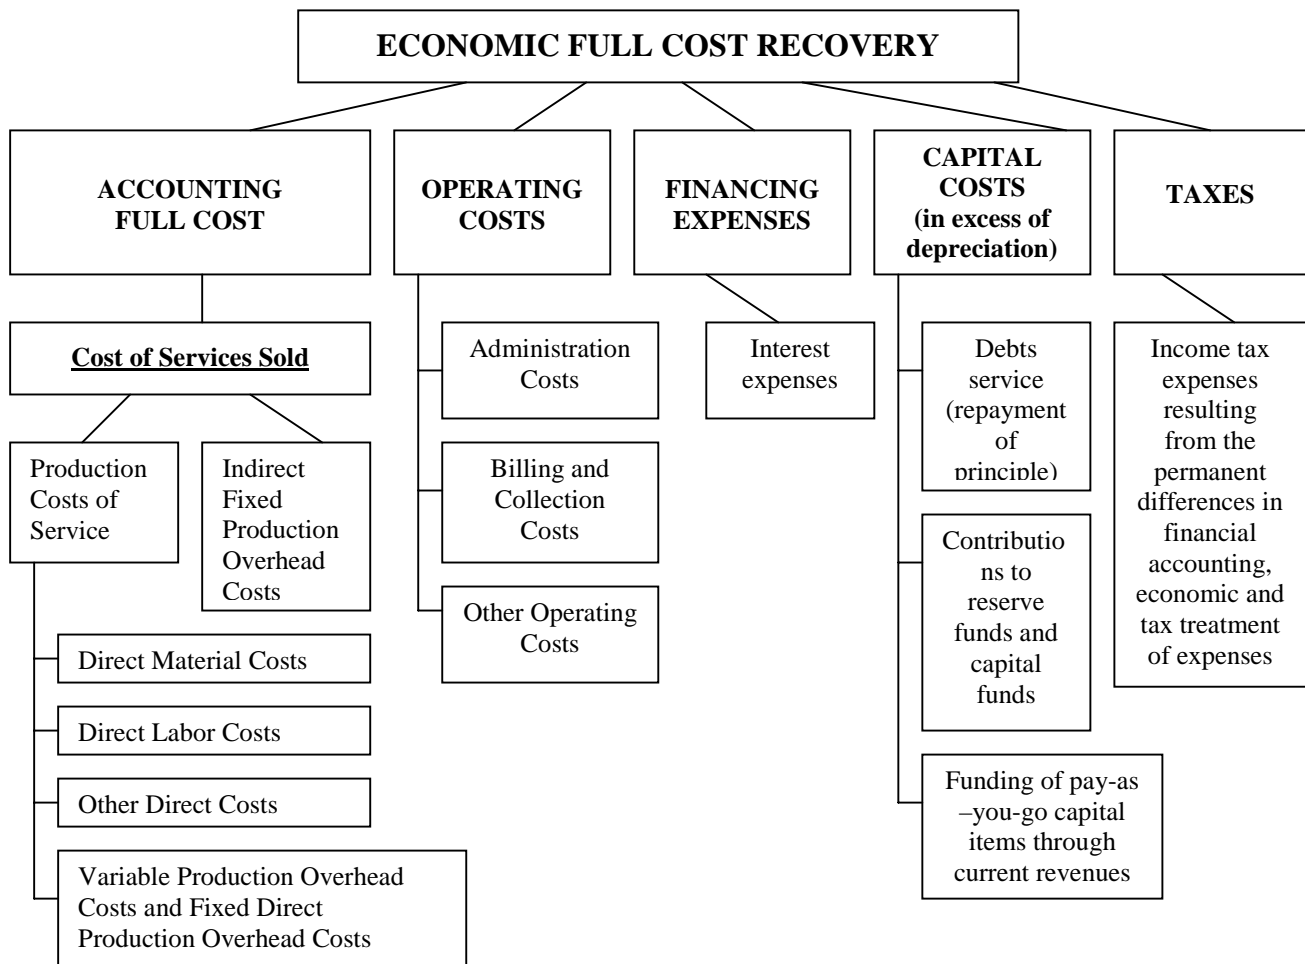 ECONOMIC FULL COST RECOVERY
ACCOUNTING
FULL COST
OPERATING
COSTS
FINANCING
EXPENSES
CAPITAL
COSTS
(in excess of
depreciation)
TAXES
Cost of Services Sold
Production
Costs of
Service
Indirect
Fixed
Production
Overhead
Costs
Direct Material Costs
Direct Labor Costs
Other Direct Costs
Variable Production Overhead
Costs and Fixed Direct
Production Overhead Costs
Administration
Costs
Billing and
Collection
Costs
Other Operating
Costs
Interest
expenses
Debts
service
(repayment
of
principle)
Contributio
ns to
reserve
funds and
capital
funds
Funding of pay-as
–you-go capital
items through
current revenues
Income tax
expenses
resulting
from the
permanent
differences in
financial
accounting,
economic and
tax treatment
of expenses